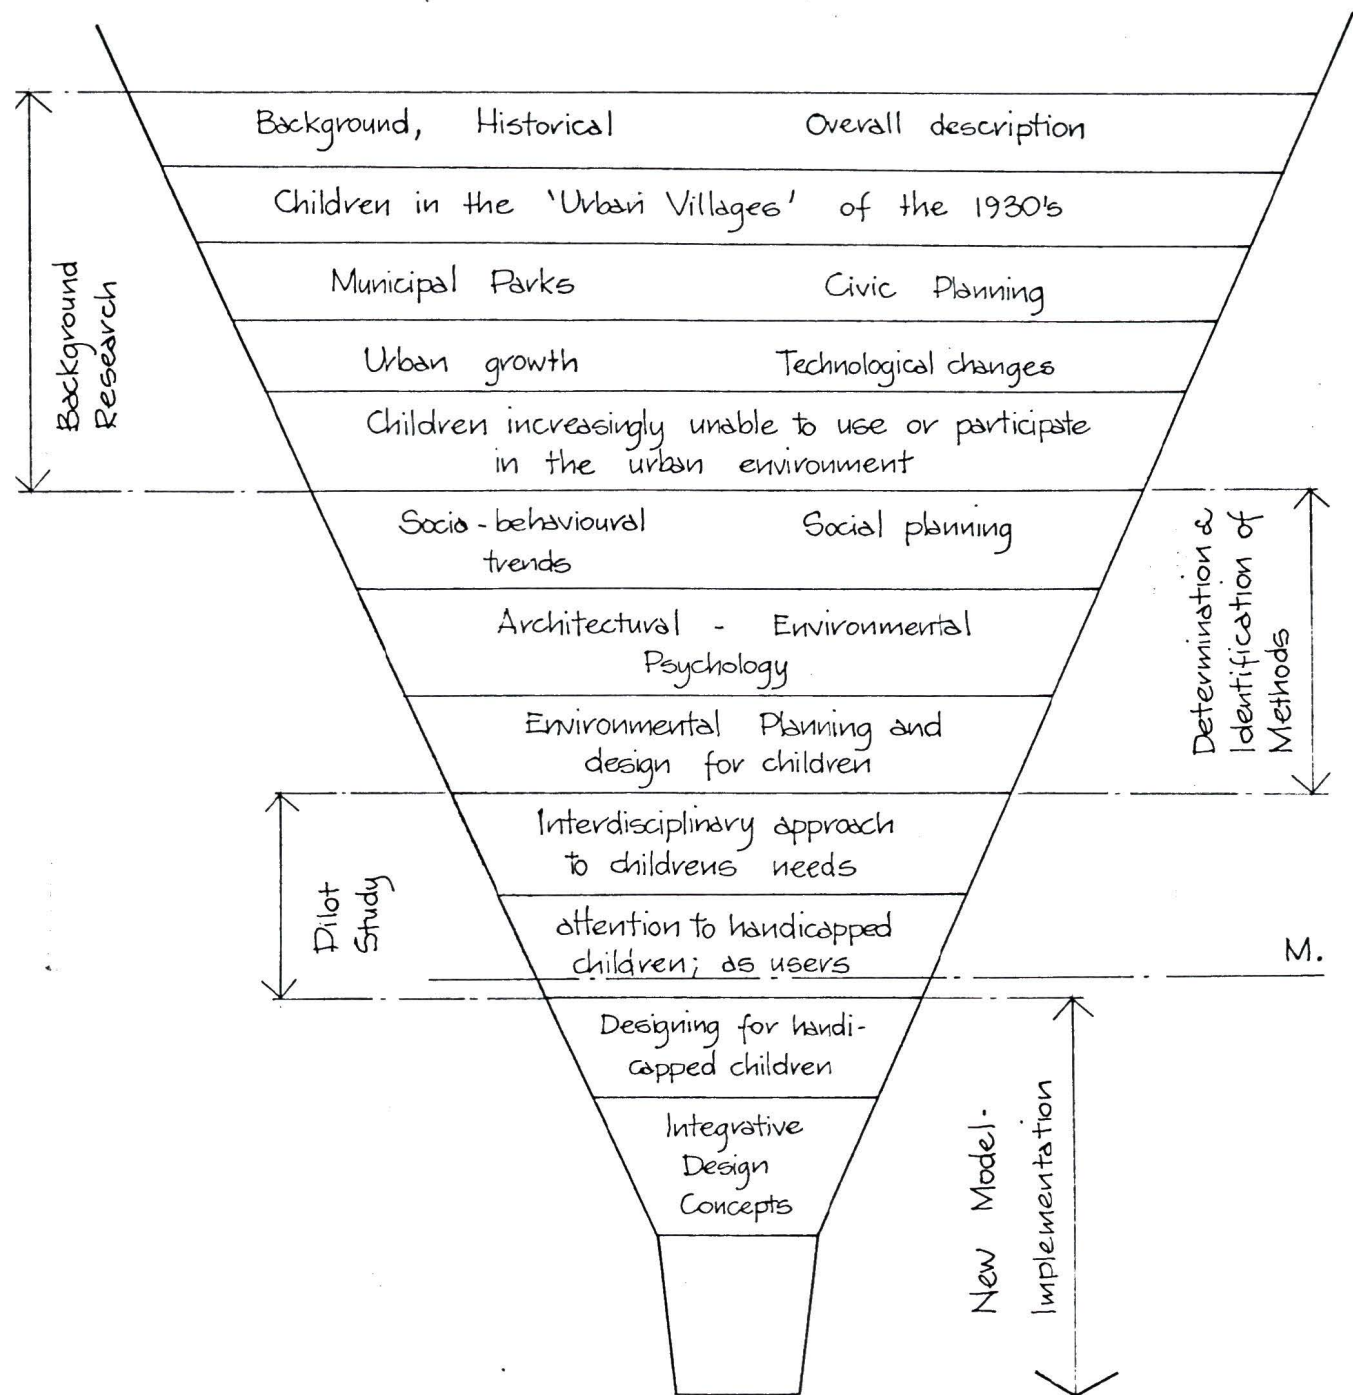 Background, Historical Overall description
Children in the 'Urban Villages' of the 1930's
Municipal Parks Civic Planning
Urban growth Technological changes
Children increasingly unable to use or participate
in the urban environment
Background
Research
Socio-behavioural Social planning
trends
Architectural - Environmental
Psychology
Environmental Planning and
design for children
Determination &
Identification of
Methods
Interdisciplinary approach
to childrens needs
attention to handicapped
children; as users
Pilot
Study
M.
Designing for handi-
capped children
Integrative
Design
Concepts
New Model.
Implementation